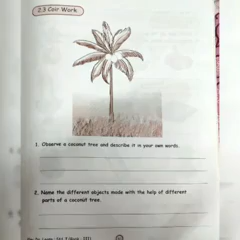 2.3 Coir Work
1. Observe a coconut tree and describe it in your own words.
2. Name the different objects made with the help of different
parts of a coconut tree.